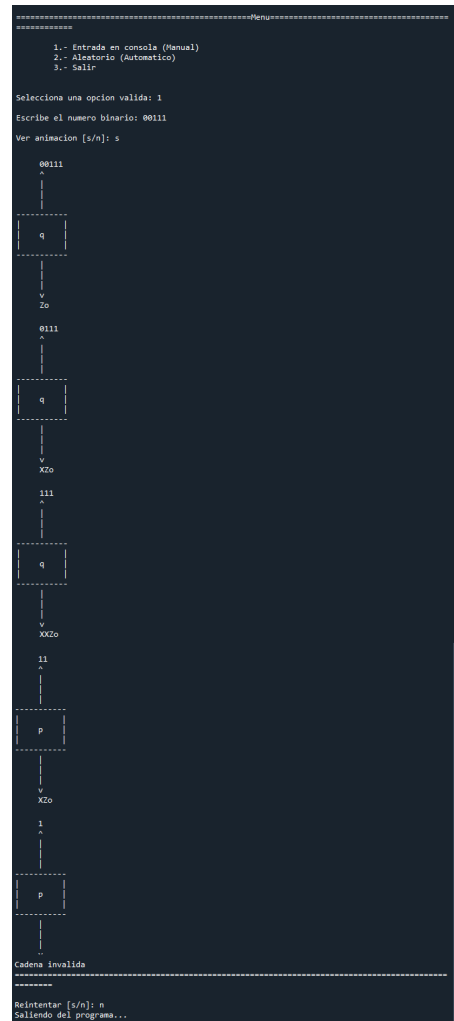 ==================================================Menu=================================================
1.- Entrada en consola (Manual)
2.- Aleatorio (Automatico)
3.- Salir
Selecciona una opcion valida: 1
Escribe el numero binario: 00111
Ver animacion [s/n]: s
00111
^
|
|
|
-----------
| |
| q |
| |
-----------
|
|
|
v
Zo
0111
^
|
|
|
-----------
| |
| q |
| |
-----------
|
|
|
v
XZo
111
^
|
|
|
-----------
| |
| q |
| |
-----------
|
|
|
v
XXZo
11
^
|
|
|
-----------
| |
| p |
| |
-----------
|
|
|
v
XZo
1
^
|
|
|
-----------
| |
| p |
| |
-----------
|
|
|
Cadena invalida
=====================================================================================================
Reintentar [s/n]: n
Saliendo del programa...